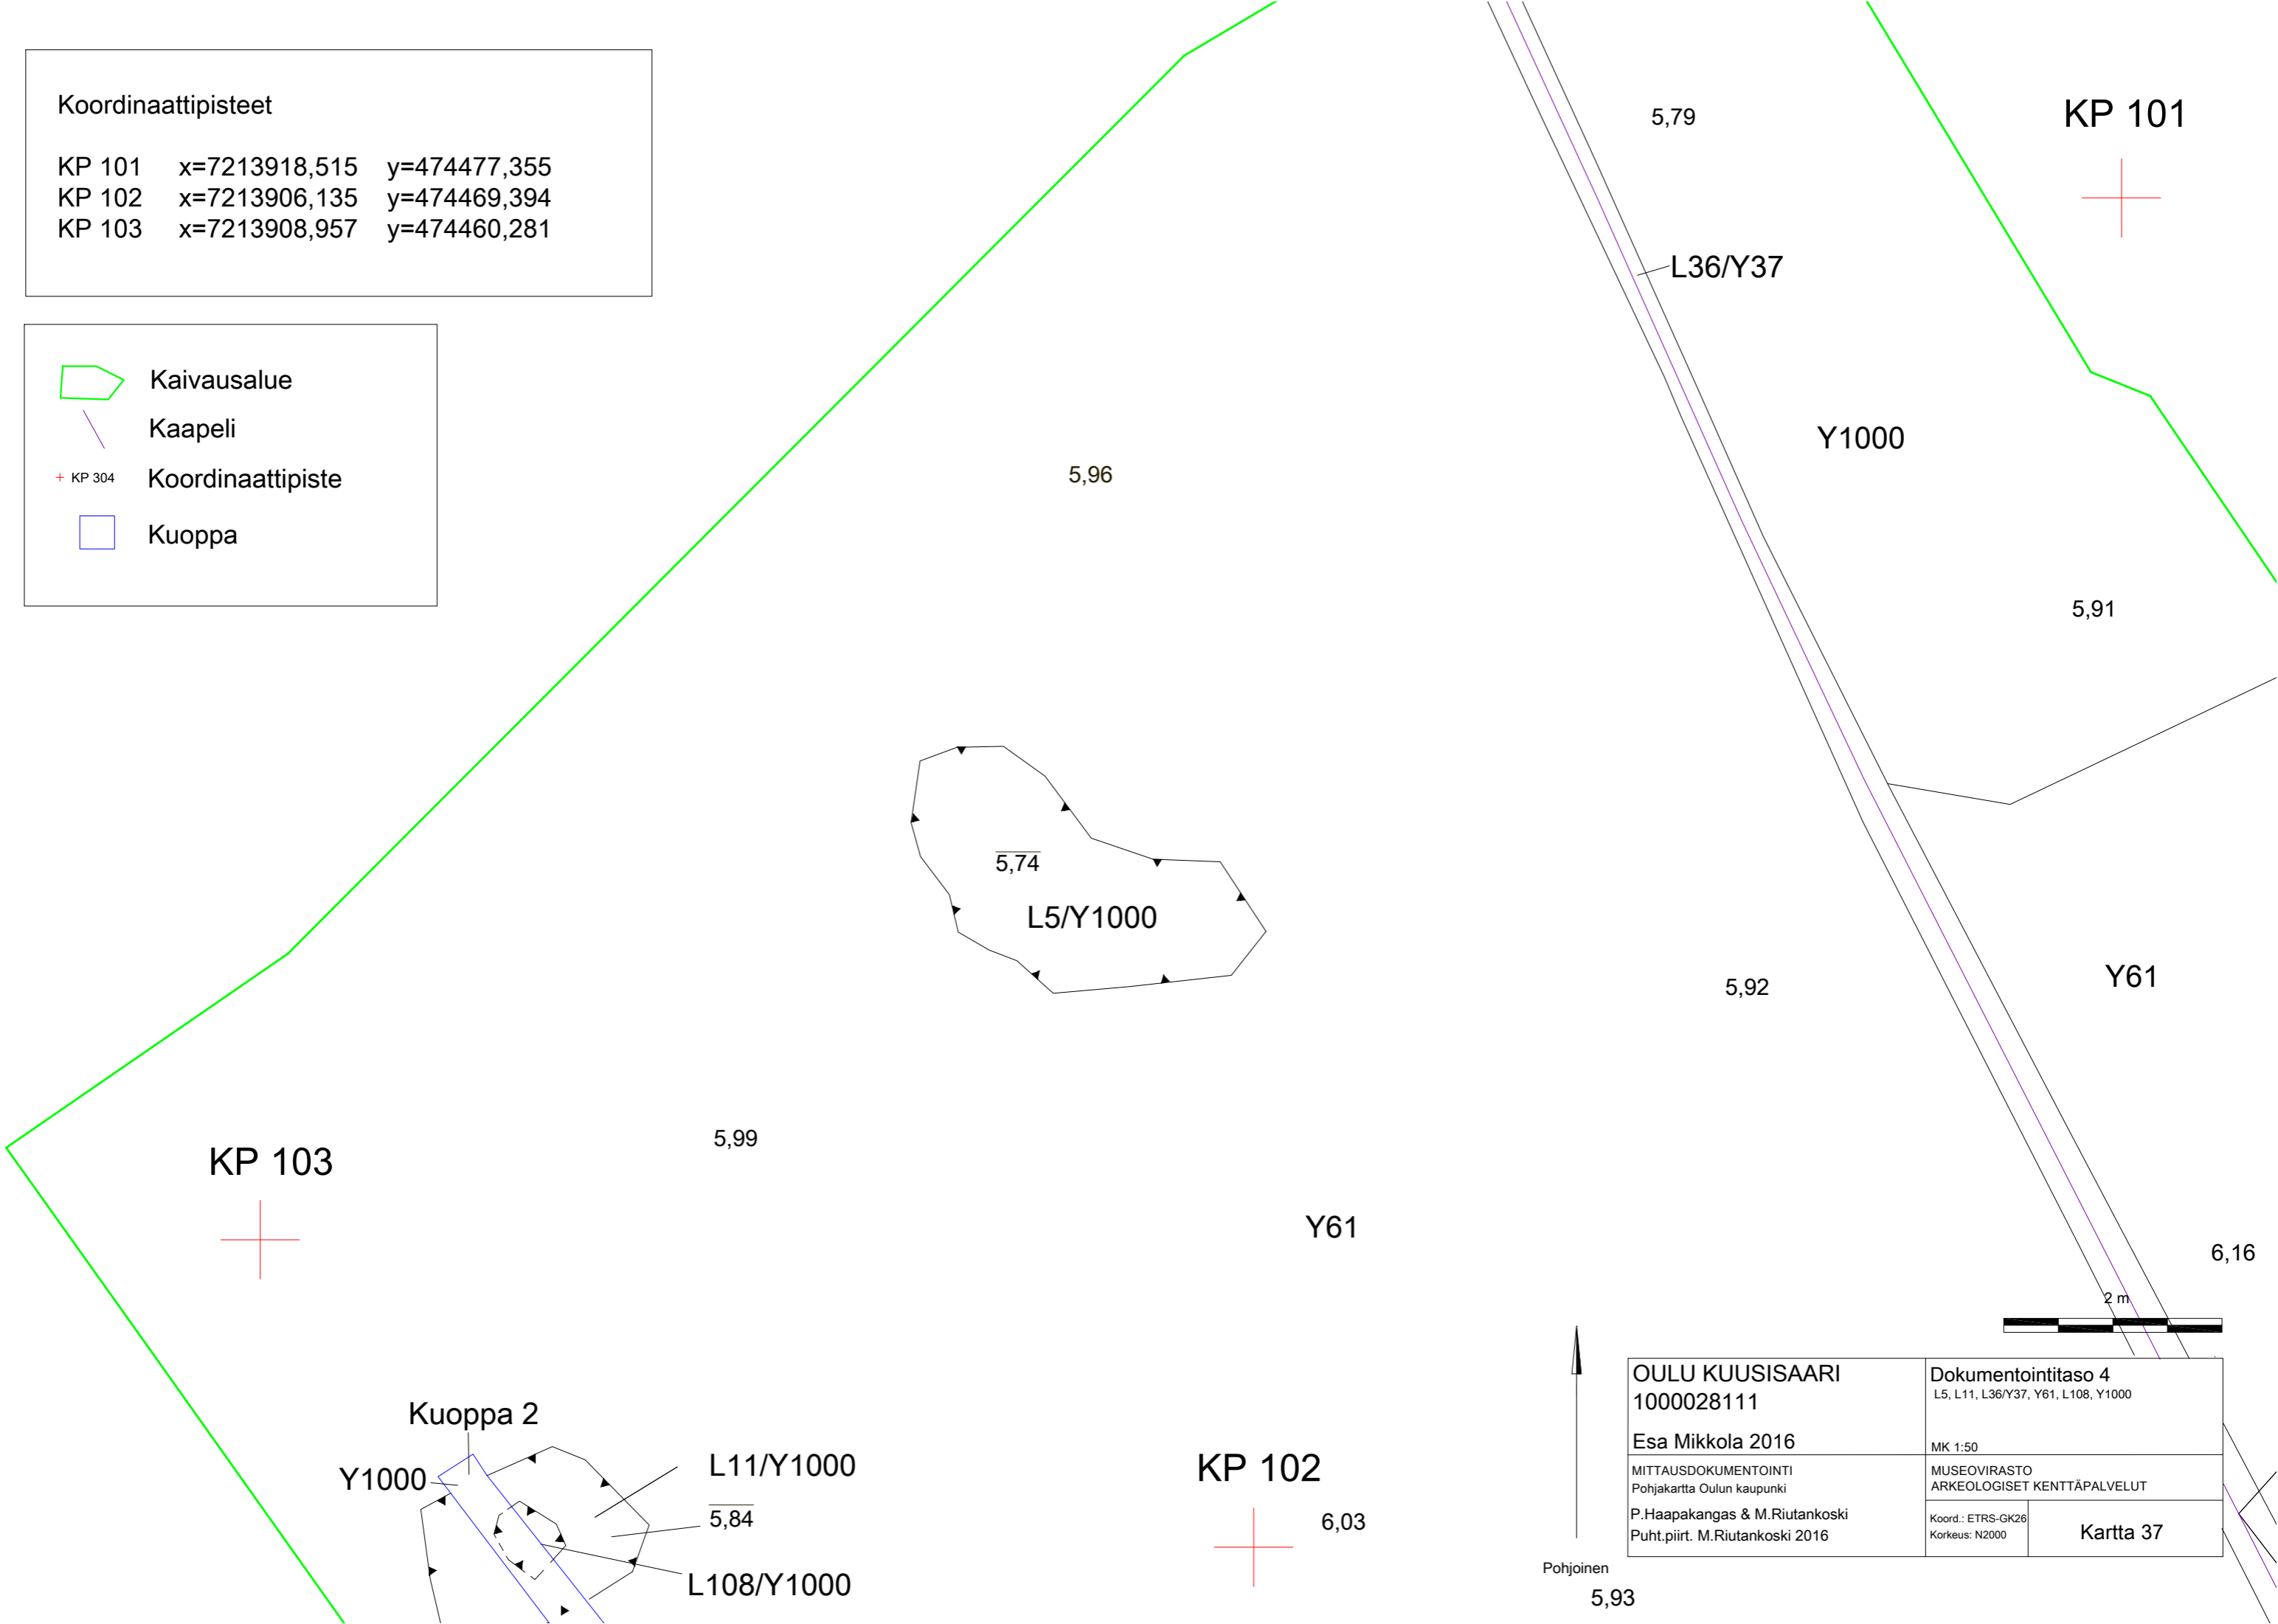 Koordinaattipisteet
KP 101 x=7213918,515 y=474477,355
KP 102 x=7213906,135 y=474469,394
KP 103 x=7213908,957 y=474460,281
Kaivausalue
Kaapeli
KP 304 Koordinaattipiste
Kuoppa
5,79
KP 101
L36/Y37
Y1000
5,96
5,91
5,74
L5/Y1000
5,92
Y61
5,99
KP 103
Y61
6,16
2 m
Kuoppa 2
Y1000
L11/Y1000
5,84
L108/Y1000
KP 102
6,03
Pohjoinen
5,93
OULU KUUSISAARI
1000028111
Esa Mikkola 2016
Dokumentointitaso 4
L5, L11, L36/Y37, Y61, L108, Y1000
MK 1:50
MITTAUSDOKUMENTOINTI
Pohjakartta Oulun kaupunki
P.Haapakangas & M.Riutankoski
Puht.piirt. M.Riutankoski 2016
MUSEOVIRASTO
ARKEOLOGISET KENTTÄPALVELUT
Koord.: ETRS-GK26
Korkeus: N2000
Kartta 37